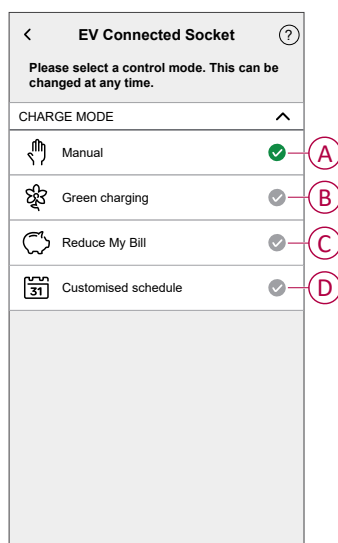 EV Connected Socket ?
Please select a control mode. This can be
changed at any time.
CHARGE MODE
Manual A
Green charging B
Reduce My Bill C
31 Customised schedule D